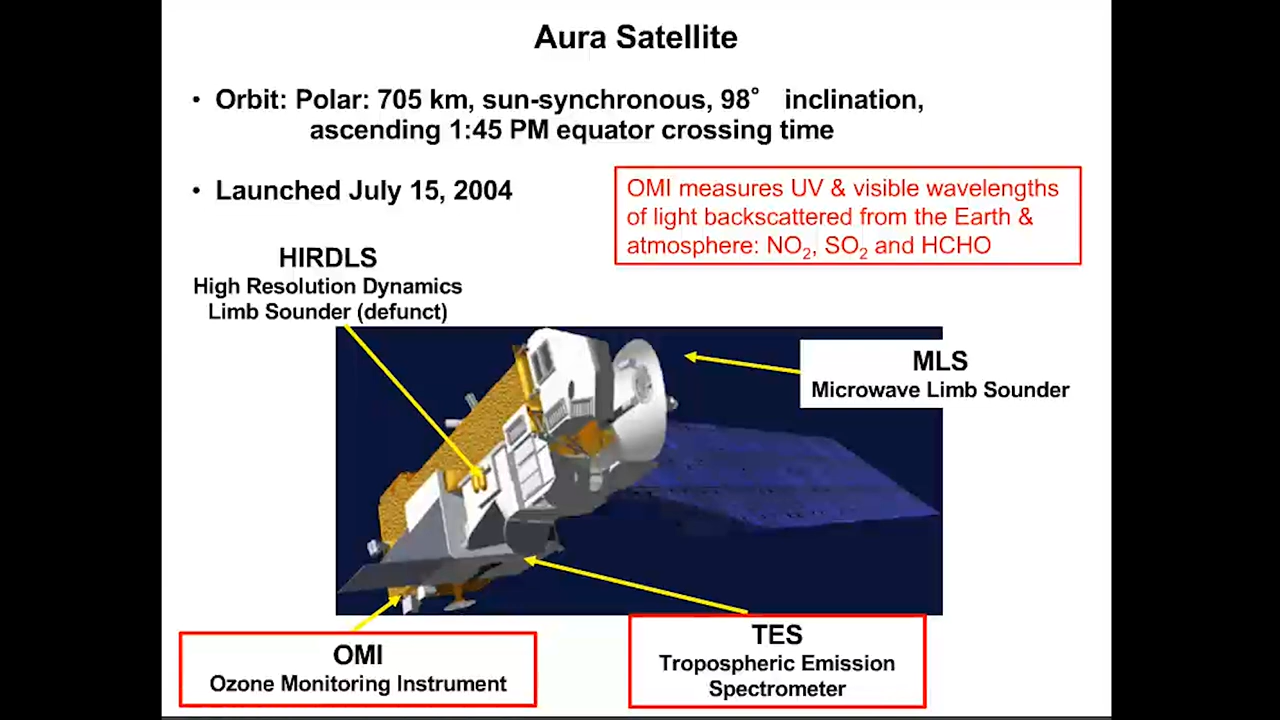 Aura Satellite
• Orbit: Polar: 705 km, sun-synchronous, 98° inclination,
ascending 1:45 PM equator crossing time
• Launched July 15, 2004
OMI measures UV & visible wavelengths
of light backscattered from the Earth &
atmosphere: NO₂, SO₂ and HCHO
HIRDLS
High Resolution Dynamics
Limb Sounder (defunct)
MLS
Microwave Limb Sounder
OMI
Ozone Monitoring Instrument
TES
Tropospheric Emission
Spectrometer